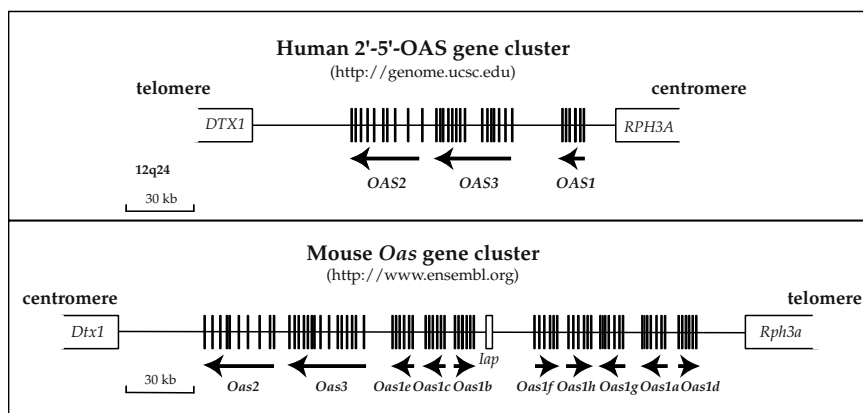 Human 2'-5'-OAS gene cluster
(http://genome.ucsc.edu)
telomere
centromere
DTX1
RPH3A
OAS2
OAS3
OAS1
12q24
30 kb
Mouse Oas gene cluster
(http://www.ensembl.org)
centromere
telomere
Dtx1
Rph3a
Iap
Oas2
Oas3
Oas1e
Oas1c
Oas1b
Oas1f
Oas1h
Oas1g
Oas1a
Oas1d
30 kb